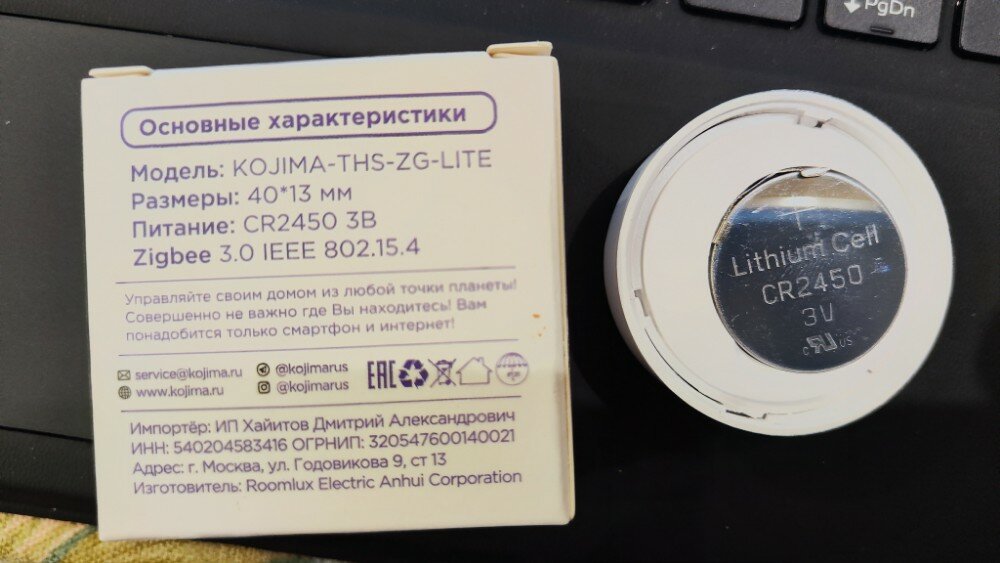 Основные характеристики
Модель: KOJIMA-THS-ZG-LITE
Размеры: 40*13 мм
Питание: CR2450 3В
Zigbee 3.0 IEEE 802.15.4
Управляйте своим домом из любой точки планеты!
Совершенно не важно где Вы находитесь! Вам
понадобится только смартфон и интернет!
service@kojima.ru @kojimarus
www.kojima.ru @kojimarus
EAC
Импортёр: ИП Хайитов Дмитрий Александрович
ИНН: 540204583416 ОГРНИП: 320547600140021
Адрес: г. Москва, ул. Годовикова 9, ст 13
Изготовитель: Roomlux Electric Anhui Corporation
PgDn
+
Lithium Cell
CR2450
3V
c RU us